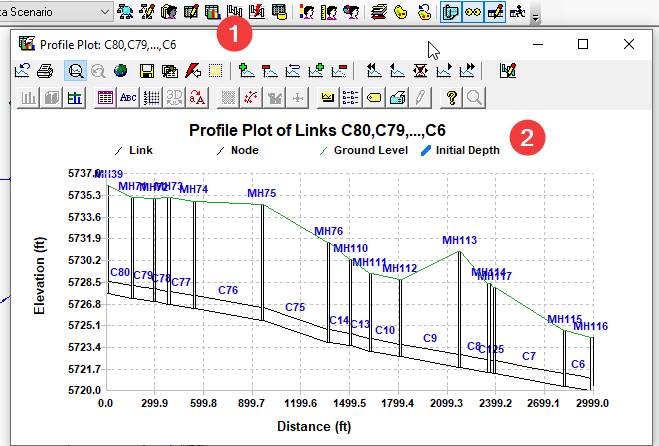 ta Scenario
1
Profile Plot: C80,C79,...,C6
ABC
3D
A
?
Profile Plot of Links C80,C79,...,C6
2
Link Node Ground Level Initial Depth
Elevation (ft)
5737.0
5735.3
5733.6
5731.9
5730.2
5728.5
5726.8
5725.1
5723.4
5721.7
5720.0
MH39 MH71 MH72 MH73 MH74 MH75 MH76 MH110 MH111 MH112 MH113 MH114 MH117 MH115 MH116
C80 C79 C78 C77 C76 C75 C14 C13 C10 C9 C8 C125 C7 C6
0.0 299.9 599.8 899.7 1199.6 1499.5 1799.4 2099.3 2399.2 2699.1 2999.0
Distance (ft)